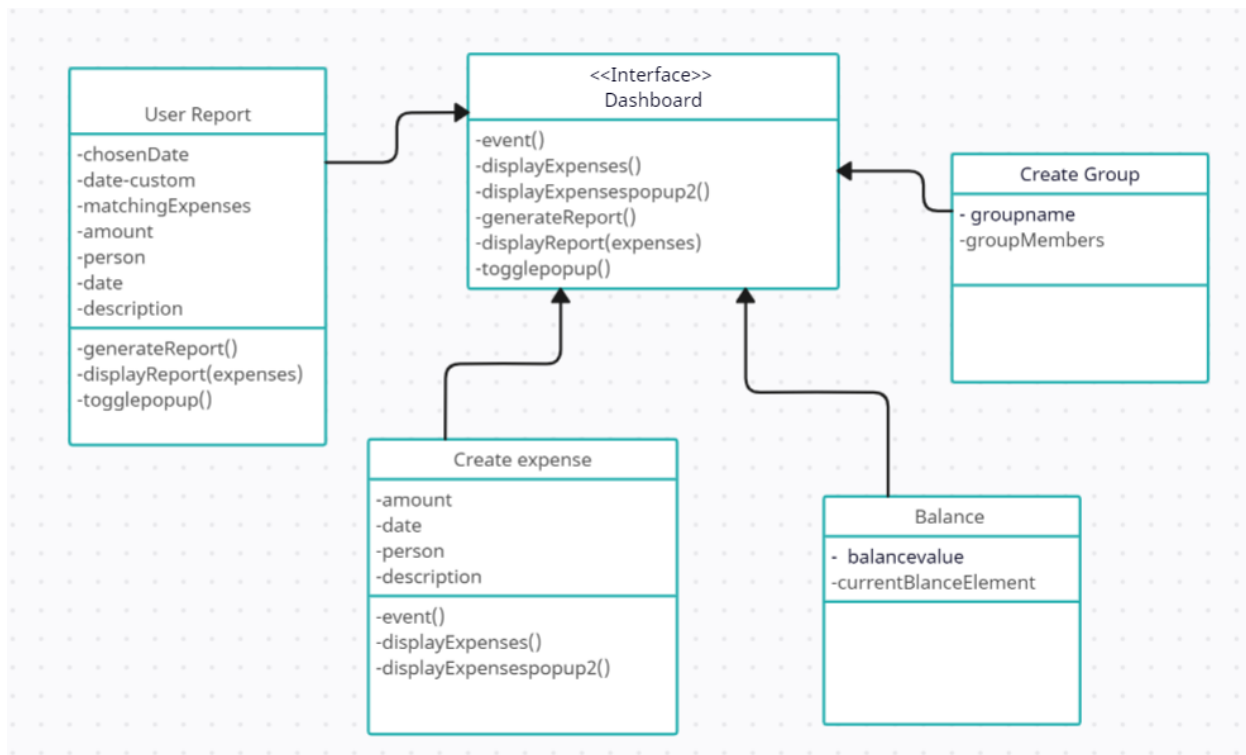 User Report
-chosenDate
-date-custom
-matchingExpenses
-amount
-person
-date
-description
-generateReport()
-displayReport(expenses)
-togglepopup()
<<Interface>>
Dashboard
-event()
-displayExpenses()
-displayExpensespopup2()
-generateReport()
-displayReport(expenses)
-togglepopup()
Create Group
- groupname
-groupMembers
Create expense
-amount
-date
-person
-description
-event()
-displayExpenses()
-displayExpensespopup2()
Balance
- balancevalue
-currentBlanceElement